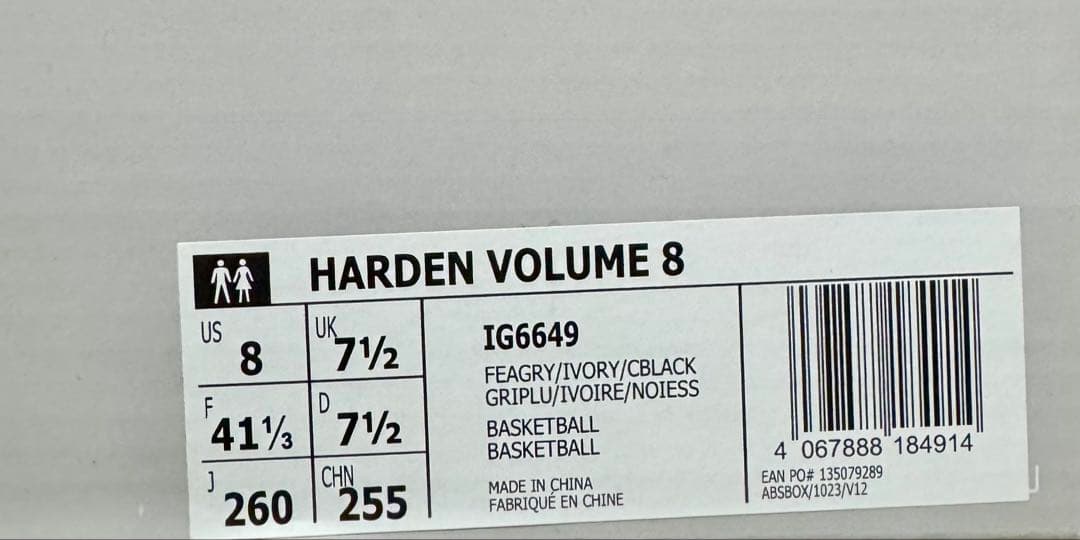 HARDEN VOLUME 8
US 8
UK 7½
F 41⅓
D 7½
J 260
CHN 255
IG6649
FEAGRY/IVORY/CBLACK
GRIPLU/IVOIRE/NOIESS
BASKETBALL
BASKETBALL
MADE IN CHINA
FABRIQUÉ EN CHINE
4 067888 184914
EAN PO# 135079289
ABSBOX/1023/V12